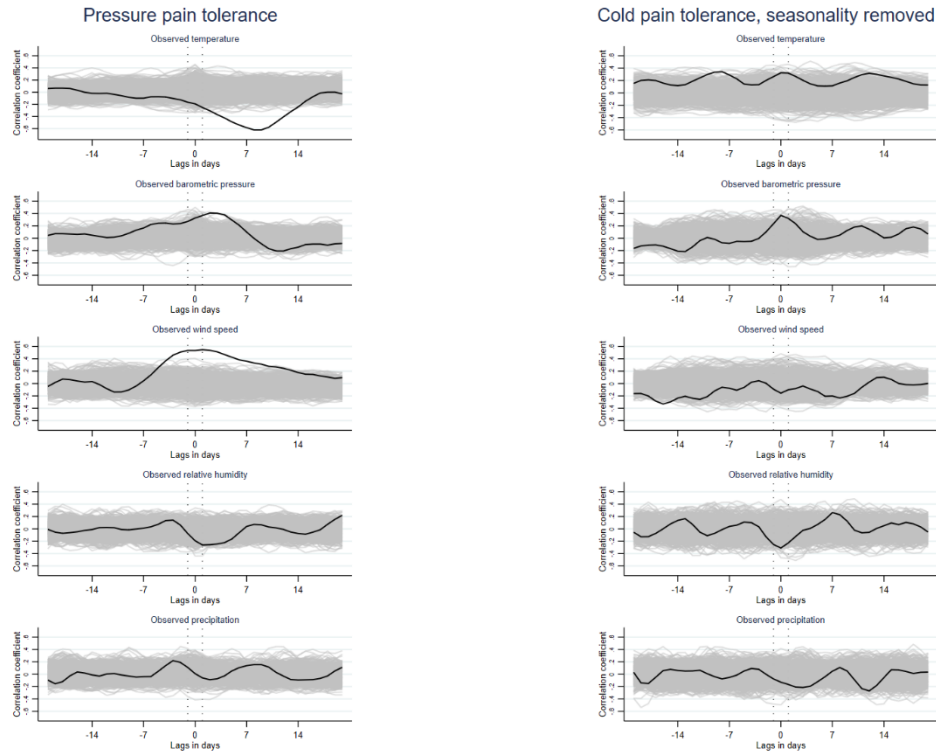 Pressure pain tolerance
Cold pain tolerance, seasonality removed
Observed temperature
Correlation coefficient
-14 -7 0 7 14
Lags in days
Observed temperature
Correlation coefficient
-14 -7 0 7 14
Lags in days
Observed barometric pressure
Correlation coefficient
-14 -7 0 7 14
Lags in days
Observed barometric pressure
Correlation coefficient
-14 -7 0 7 14
Lags in days
Observed wind speed
Correlation coefficient
-14 -7 0 7 14
Lags in days
Observed wind speed
Correlation coefficient
-14 -7 0 7 14
Lags in days
Observed relative humidity
Correlation coefficient
-14 -7 0 7 14
Lags in days
Observed relative humidity
Correlation coefficient
-14 -7 0 7 14
Lags in days
Observed precipitation
Correlation coefficient
-14 -7 0 7 14
Lags in days
Observed precipitation
Correlation coefficient
-14 -7 0 7 14
Lags in days